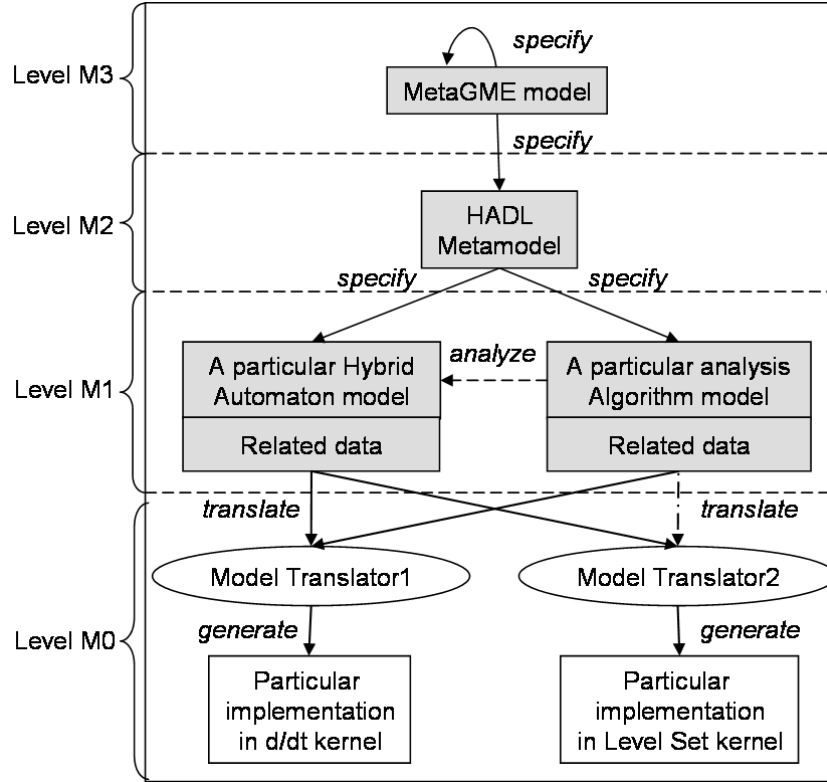 specify
Level M3
MetaGME model
specify
Level M2
HADL
Metamodel
specify
specify
Level M1
A particular Hybrid
Automaton model
analyze
A particular analysis
Algorithm model
Related data
Related data
translate
translate
Model Translator1
Model Translator2
Level M0
generate
generate
Particular
implementation
in d/dt kernel
Particular
implementation
in Level Set kernel